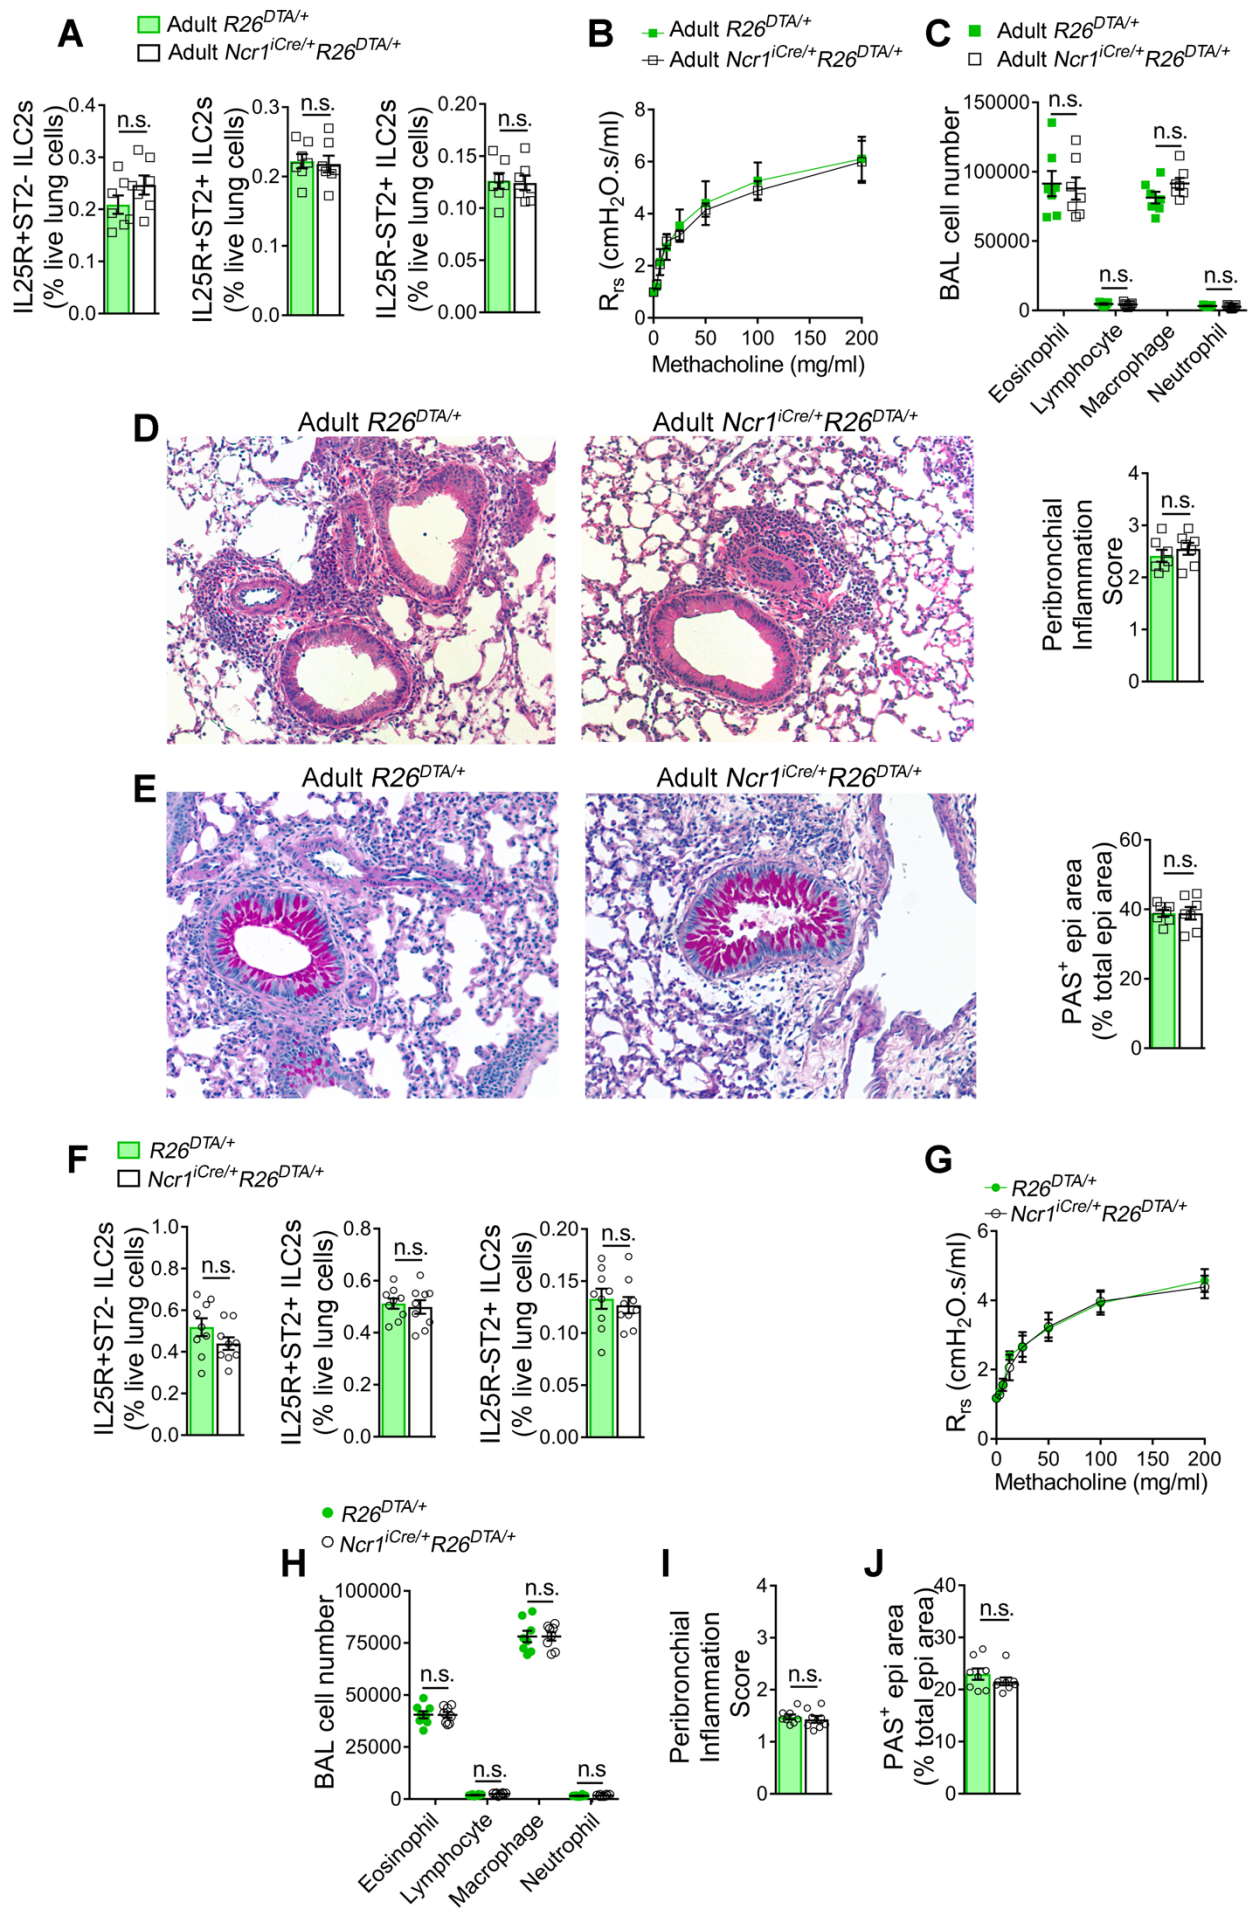 A
Adult R26DTA/+
Adult Ncr1iCre/+R26DTA/+
IL25R+ST2- ILC2s
(% live lung cells)
0.4
0.3
0.2
0.1
0.0
n.s.
IL25R+ST2+ ILC2s
(% live lung cells)
0.3
0.2
0.1
0.0
n.s.
IL25R-ST2+ ILC2s
(% live lung cells)
0.20
0.15
0.10
0.05
0.00
n.s.
B
Adult R26DTA/+
Adult Ncr1iCre/+R26DTA/+
Rrs (cmH2O.s/ml)
8
6
4
2
0
0 50 100 150 200
Methacholine (mg/ml)
C
Adult R26DTA/+
Adult Ncr1iCre/+R26DTA/+
BAL cell number
150000
100000
50000
0
n.s.
n.s.
n.s.
n.s.
Eosinophil
Lymphocyte
Macrophage
Neutrophil
D
Adult R26DTA/+
Adult Ncr1iCre/+R26DTA/+
Peribronchial
Inflammation
Score
4
3
2
1
0
n.s.
E
Adult R26DTA/+
Adult Ncr1iCre/+R26DTA/+
PAS+ epi area
(% total epi area)
60
40
20
0
n.s.
F
R26DTA/+
Ncr1iCre/+R26DTA/+
IL25R+ST2- ILC2s
(% live lung cells)
1.0
0.8
0.6
0.4
0.2
0.0
n.s.
IL25R+ST2+ ILC2s
(% live lung cells)
0.8
0.6
0.4
0.2
0.0
n.s.
IL25R-ST2+ ILC2s
(% live lung cells)
0.20
0.15
0.10
0.05
0.00
n.s.
G
R26DTA/+
Ncr1iCre/+R26DTA/+
Rrs (cmH2O.s/ml)
6
4
2
0
0 50 100 150 200
Methacholine (mg/ml)
H
R26DTA/+
Ncr1iCre/+R26DTA/+
BAL cell number
100000
75000
50000
25000
0
n.s.
n.s.
n.s.
n.s
Eosinophil
Lymphocyte
Macrophage
Neutrophil
I
Peribronchial
Inflammation
Score
4
3
2
1
0
n.s.
J
PAS+ epi area
(% total epi area)
40
30
20
10
0
n.s.